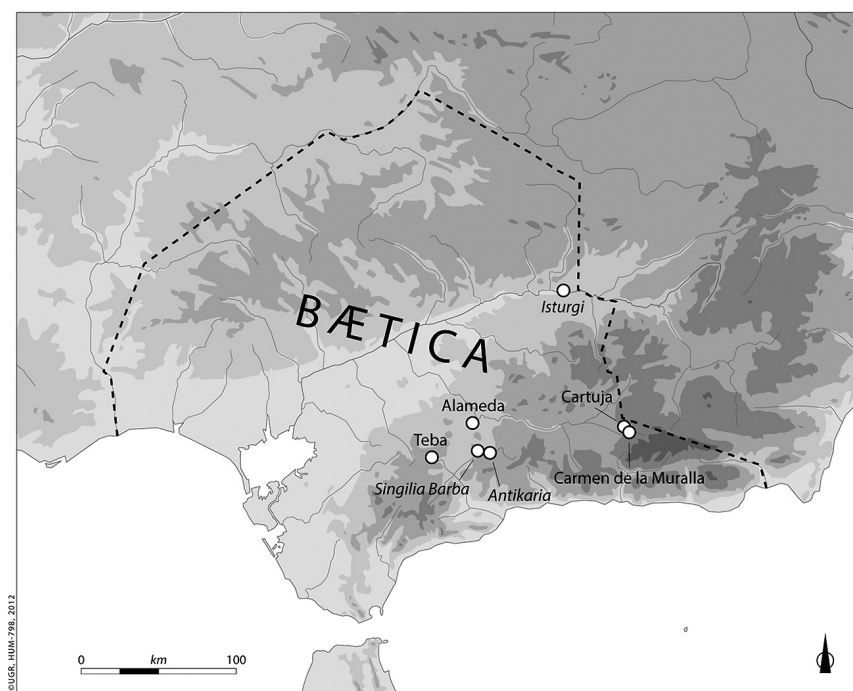 BÆTICA
Isturgi
Cartuja
Alameda
Teba
Singilia Barba
Antikaria
Carmen de la Muralla
0 km 100
©UGR, HUM-798, 2012